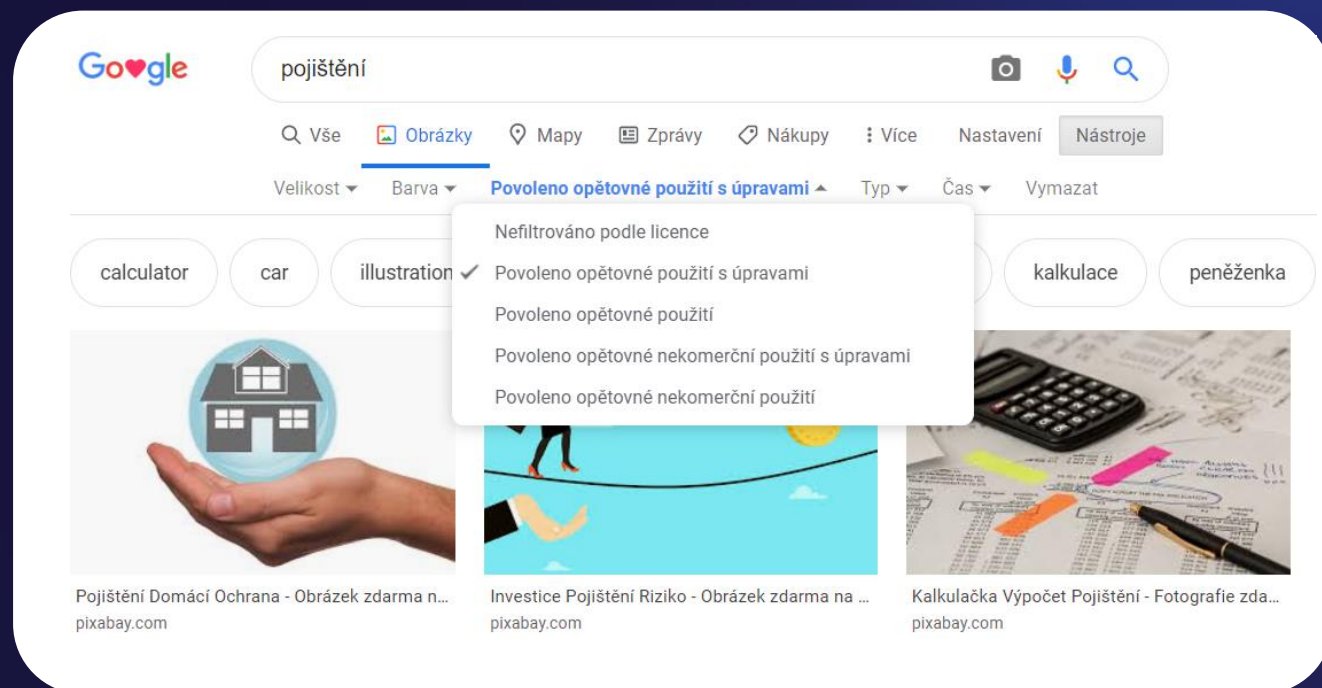 Google
pojištění
Vše Obrázky Mapy Zprávy Nákupy Více Nastavení Nástroje
Velikost Barva Povoleno opětovné použití s úpravami Typ Čas Vymazat
Nefiltrováno podle licence
calculator car illustration Povoleno opětovné použití s úpravami kalkulace peněženka
Povoleno opětovné použití
Povoleno opětovné nekomerční použití s úpravami
Povoleno opětovné nekomerční použití
Pojištění Domácí Ochrana - Obrázek zdarma n... Investice Pojištění Riziko - Obrázek zdarma na ... Kalkulačka Výpočet Pojištění - Fotografie zda...
pixabay.com pixabay.com pixabay.com